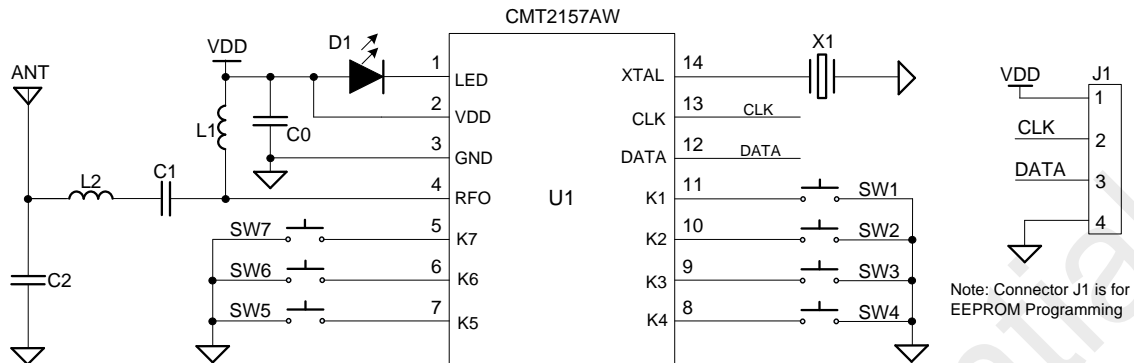 CMT2157AW
ANT
VDD
D1
L1
C0
L2
C1
C2
1 LED
2 VDD
3 GND
4 RFO
5 K7
6 K6
7 K5
SW7
SW6
SW5
U1
XTAL 14
CLK 13
DATA 12
K1 11
K2 10
K3 9
K4 8
X1
CLK
DATA
SW1
SW2
SW3
SW4
VDD
J1
CLK
DATA
1
2
3
4
Note: Connector J1 is for
EEPROM Programming